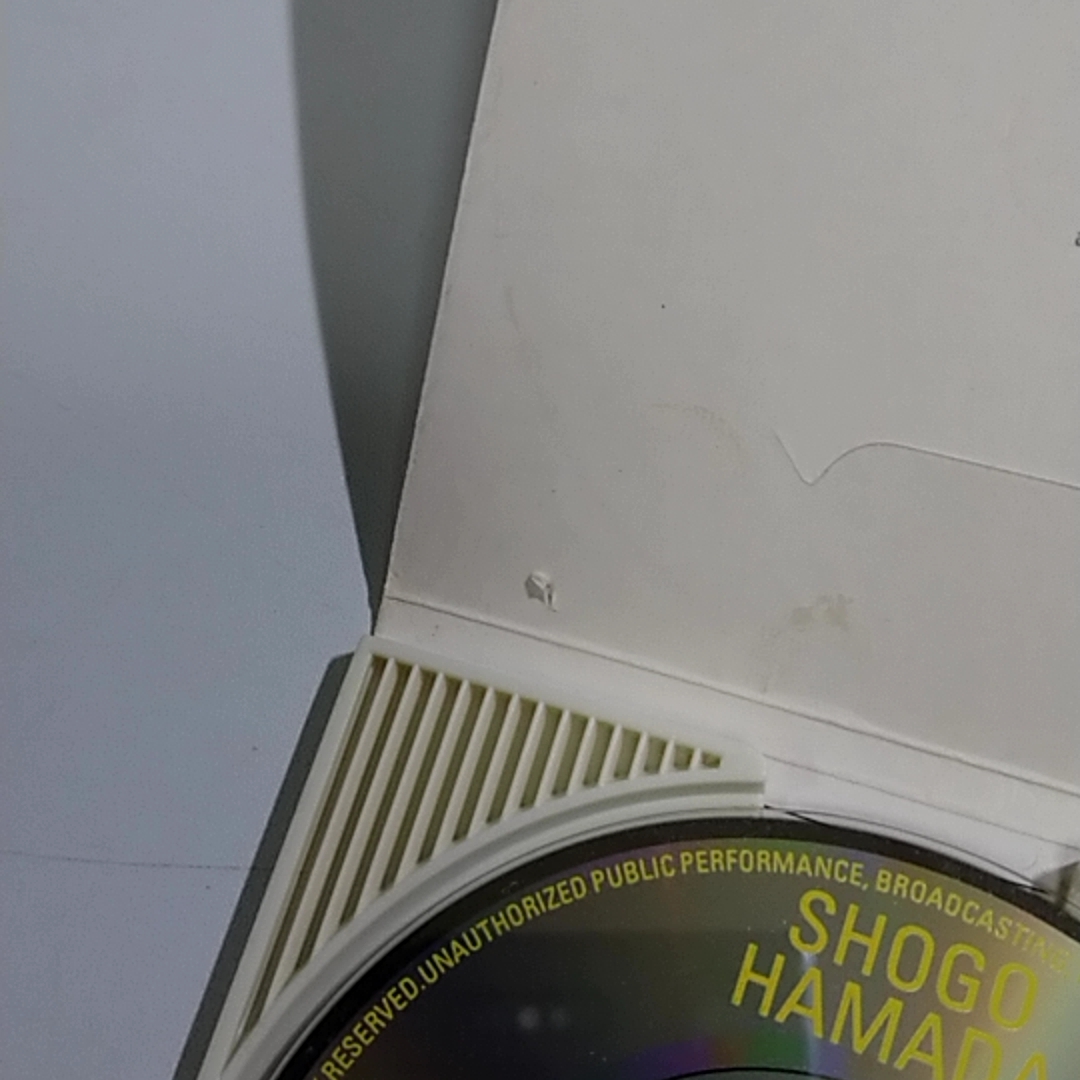 RESERVED.UNAUTHORIZED PUBLIC PERFORMANCE, BROADCASTING
SHOGO
HAMADA